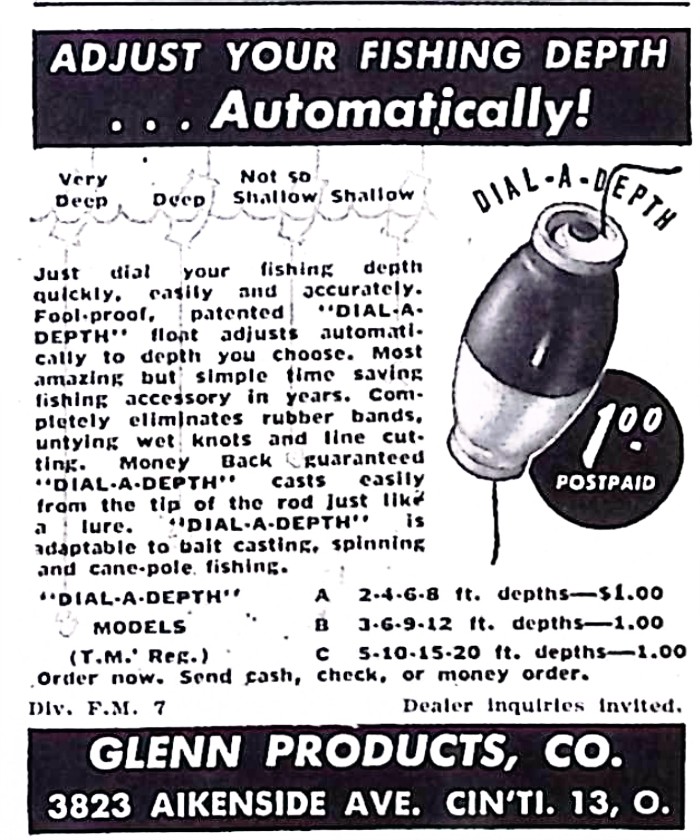 ADJUST YOUR FISHING DEPTH
. . . Automatically!
Very Deep
Deep
Not so Shallow
Shallow
DIAL-A-DEPTH
Just dial your fishing depth
quickly, easily and accurately.
Fool-proof, patented "DIAL-A-
DEPTH" float adjusts automati-
cally to depth you choose. Most
amazing but simple time saving
fishing accessory in years. Com-
pletely eliminates rubber bands,
untying wet knots and line cut-
ting. Money Back guaranteed
"DIAL-A-DEPTH" casts easily
from the tip of the rod just like
a lure. "DIAL-A-DEPTH" is
adaptable to bait casting, spinning
and cane-pole fishing.
1.00
POSTPAID
"DIAL-A-DEPTH" A 2-4-6-8 ft. depths—$1.00
MODELS B 3-6-9-12 ft. depths—1.00
(T.M. Reg.) C 5-10-15-20 ft. depths—1.00
Order now. Send cash, check, or money order.
Div. F.M. 7 Dealer inquiries invited.
GLENN PRODUCTS, CO.
3823 AIKENSIDE AVE. CIN'TI. 13, O.